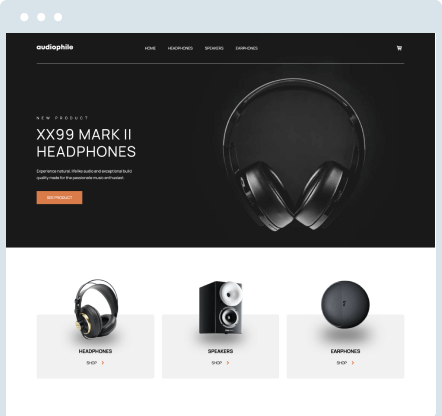 audiophile
HOME HEADPHONES SPEAKERS EARPHONES
NEW PRODUCT
XX99 MARK II
HEADPHONES
Experience natural, lifelike audio and exceptional build
quality made for the passionate music enthusiast.
SEE PRODUCT
HEADPHONES SPEAKERS EARPHONES
SHOP SHOP SHOP